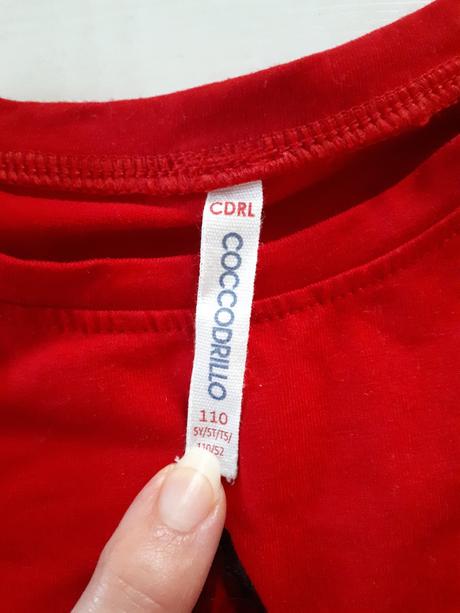 CDRL
COCCODRILLO
110
5Y/5T/T5/
110/52